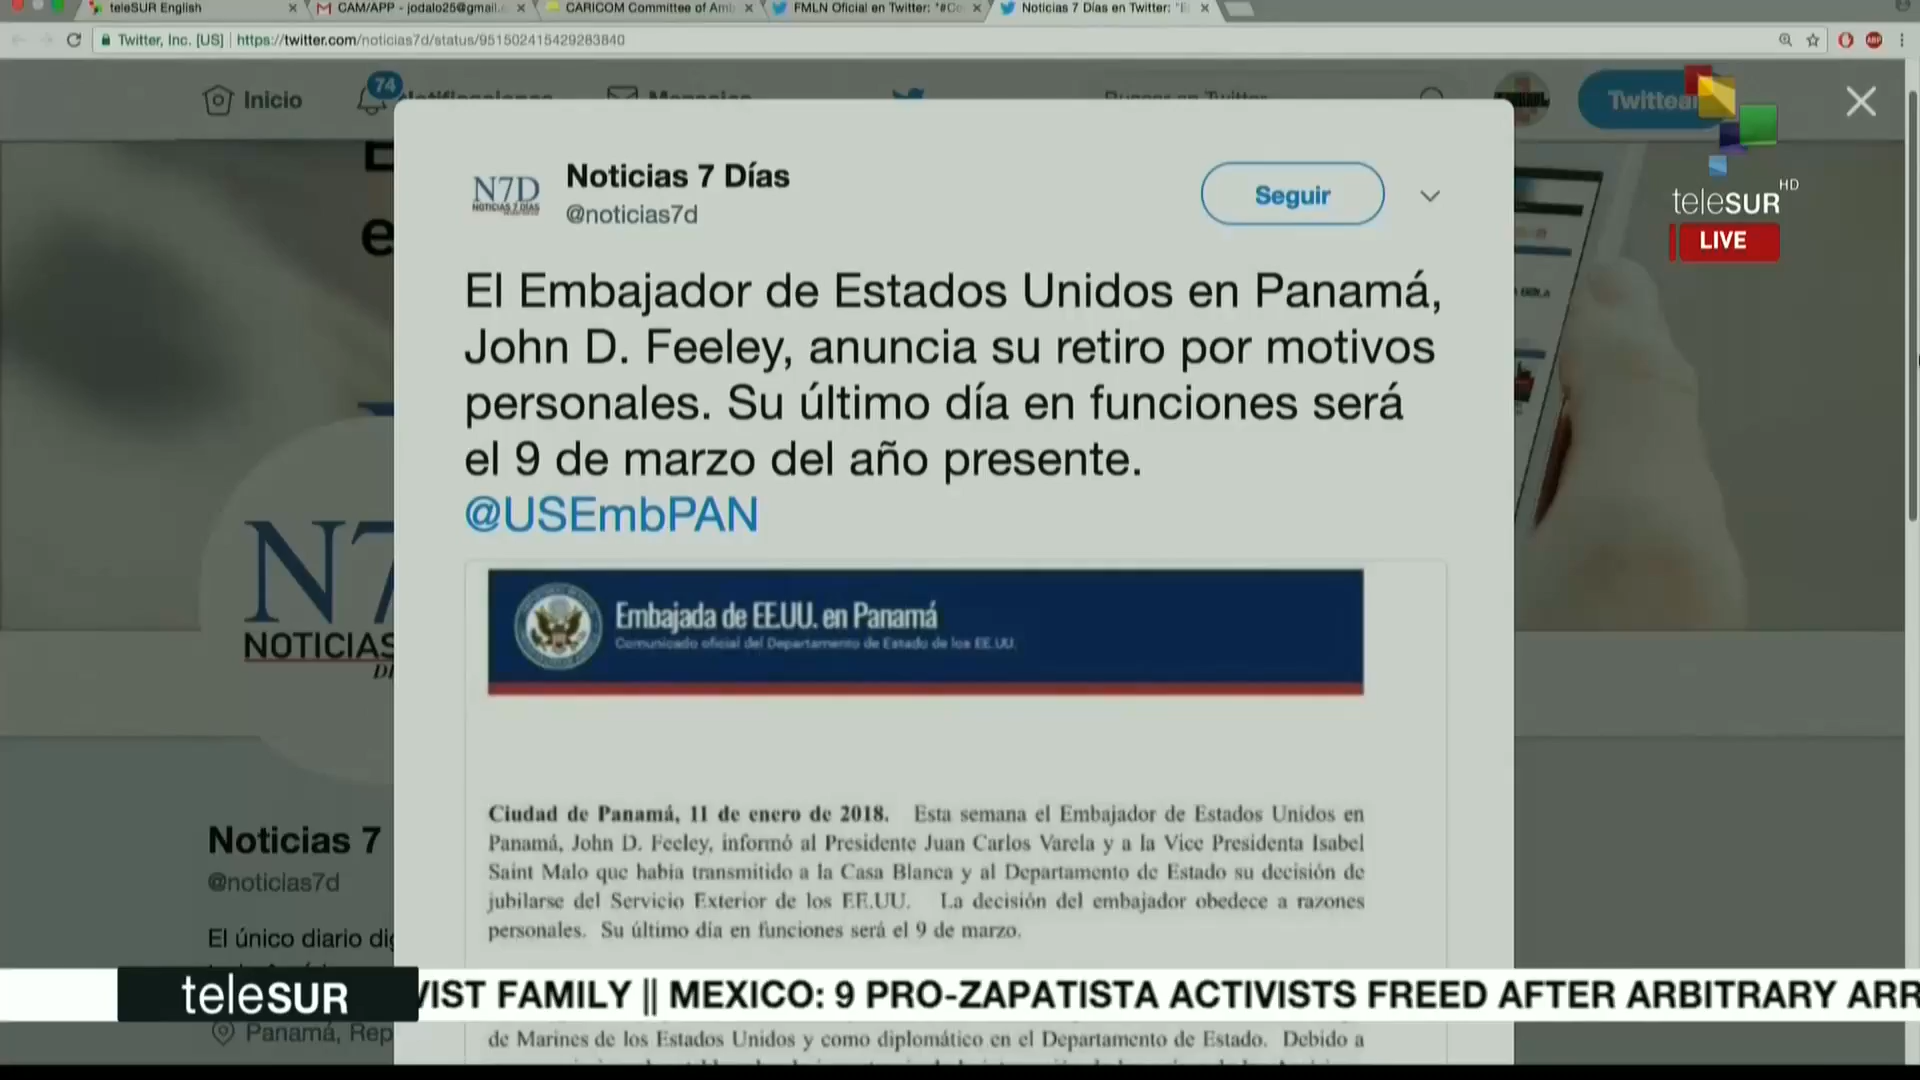 teleSUR English
CAM/APP - jodalo25@gmail.
CARICOM Committee of Amb
FMLN Oficial en Twitter: "#Co
Noticias 7 Días en Twitter: "E
Twitter, Inc. [US] | https://twitter.com/noticias7d/status/951502415429283840
Inicio
74
Buscar en Twitter
Twittear
teleSUR HD
LIVE
N7D
NOTICIAS 7 DÍAS
Noticias 7 Días
@noticias7d
Seguir
El Embajador de Estados Unidos en Panamá,
John D. Feeley, anuncia su retiro por motivos
personales. Su último día en funciones será
el 9 de marzo del año presente.
@USEmbPAN
N7
NOTICIAS
Embajada de EE.UU. en Panamá
Comunicado oficial del Departamento de Estado de los EE.UU.
Ciudad de Panamá, 11 de enero de 2018. Esta semana el Embajador de Estados Unidos en
Panamá, John D. Feeley, informó al Presidente Juan Carlos Varela y a la Vice Presidenta Isabel
Saint Malo que había transmitido a la Casa Blanca y al Departamento de Estado su decisión de
jubilarse del Servicio Exterior de los EE.UU. La decisión del embajador obedece a razones
personales. Su último día en funciones será el 9 de marzo.
Noticias 7
@noticias7d
El único diario dig
teleSUR
VIST FAMILY || MEXICO: 9 PRO-ZAPATISTA ACTIVISTS FREED AFTER ARBITRARY ARR
Panamá, Rep
de Marines de los Estados Unidos y como diplomático en el Departamento de Estado. Debido a